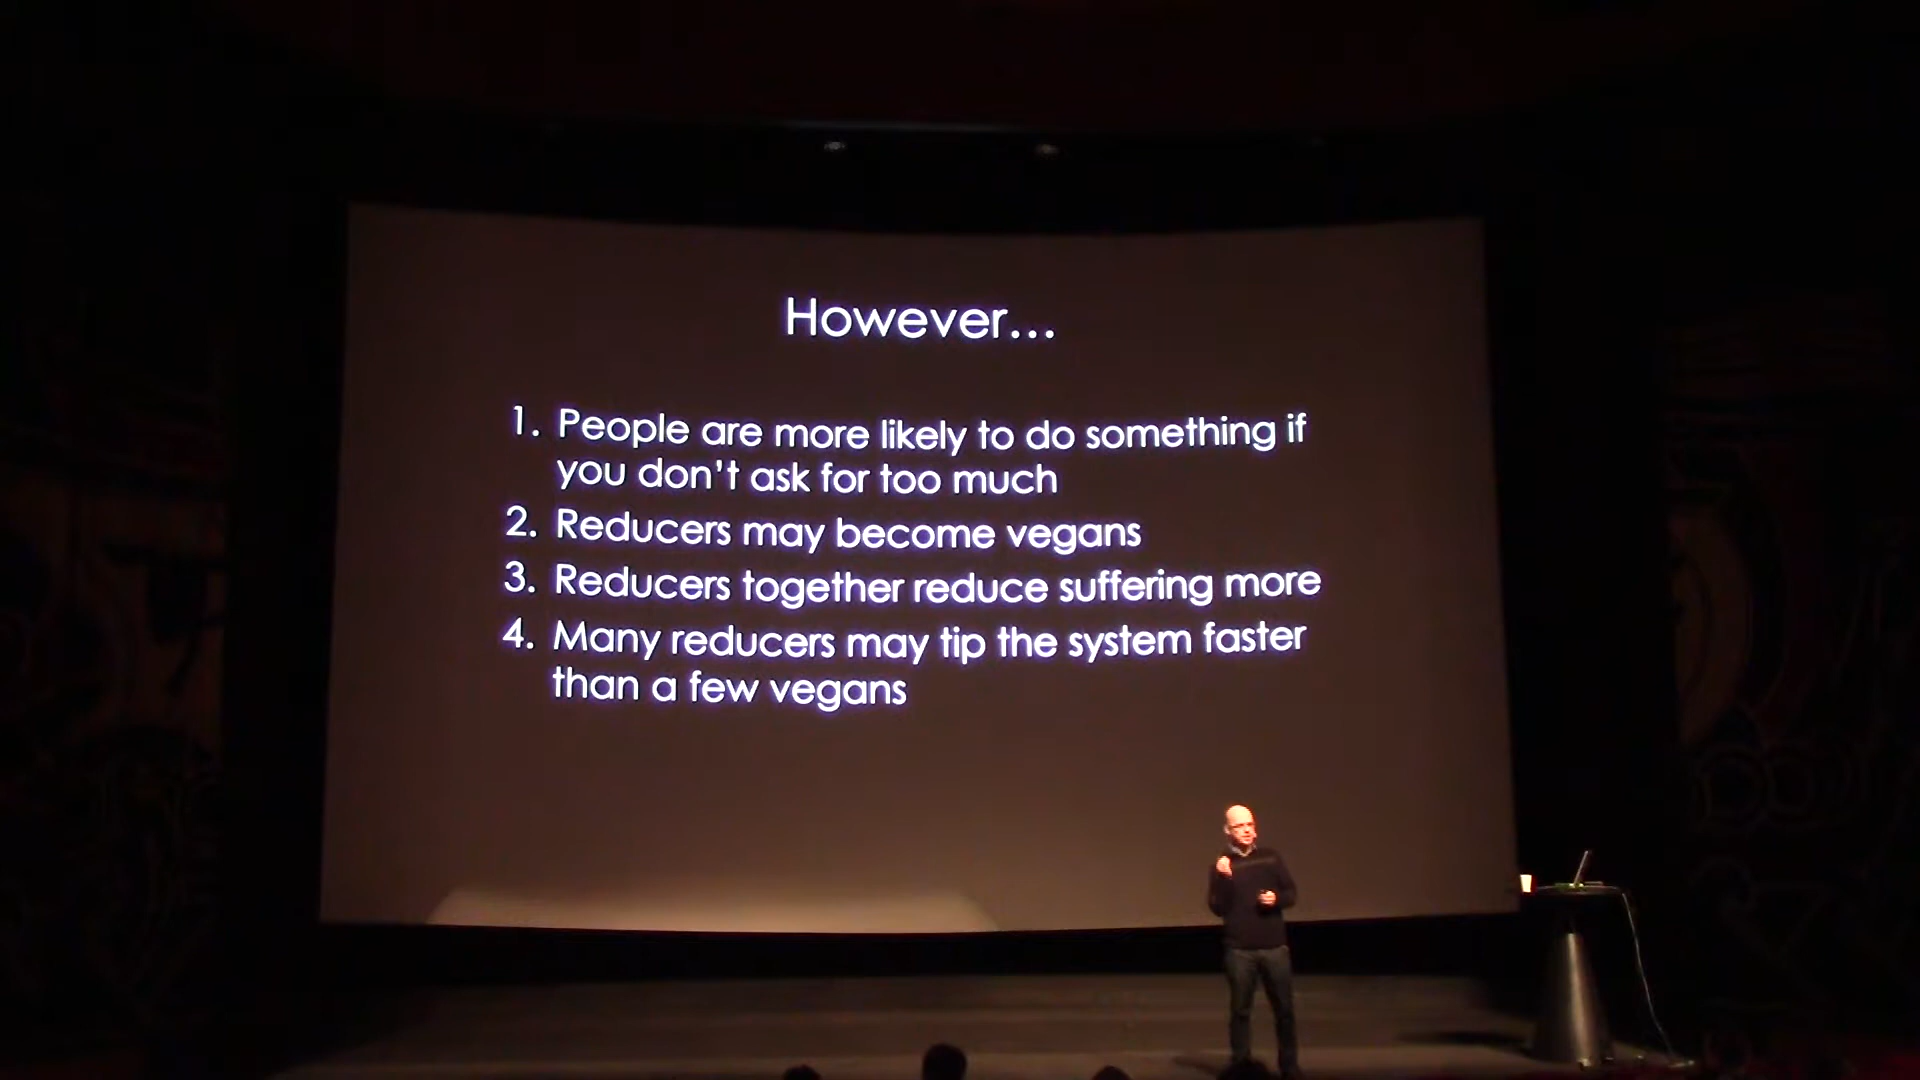 However...
1. People are more likely to do something if
you don't ask for too much
2. Reducers may become vegans
3. Reducers together reduce suffering more
4. Many reducers may tip the system faster
than a few vegans